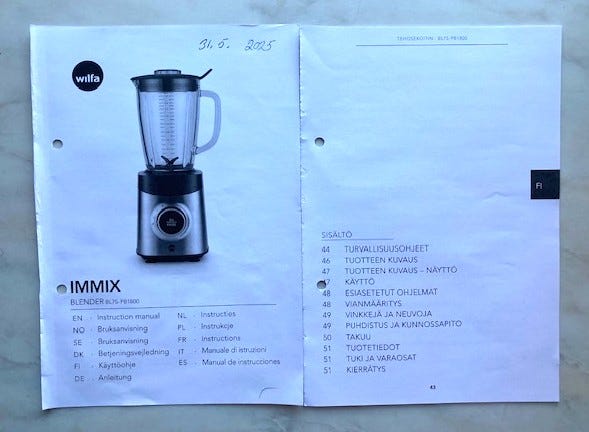 31.5. 2025
wilfa
IMMIX
BLENDER BL7S-PB1800
EN · Instruction manual
NO · Bruksanvisning
SE · Bruksanvisning
DK · Betjeningsvejledning
FI · Käyttöohje
DE · Anleitung
NL · Instructies
PL · Instrukcje
FR · Instructions
IT · Manuale di istruzioni
ES · Manual de instrucciones
TEHOSEKOITIN · BL7S-PB1800
FI
SISÄLTÖ
44 TURVALLISUUSOHJEET
46 TUOTTEEN KUVAUS
47 TUOTTEEN KUVAUS – NÄYTTÖ
47 KÄYTTÖ
48 ESIASETETUT OHJELMAT
48 VIANMÄÄRITYS
49 VINKKEJÄ JA NEUVOJA
49 PUHDISTUS JA KUNNOSSAPITO
50 TAKUU
51 TUOTETIEDOT
51 TUKI JA VARAOSAT
51 KIERRÄTYS
43